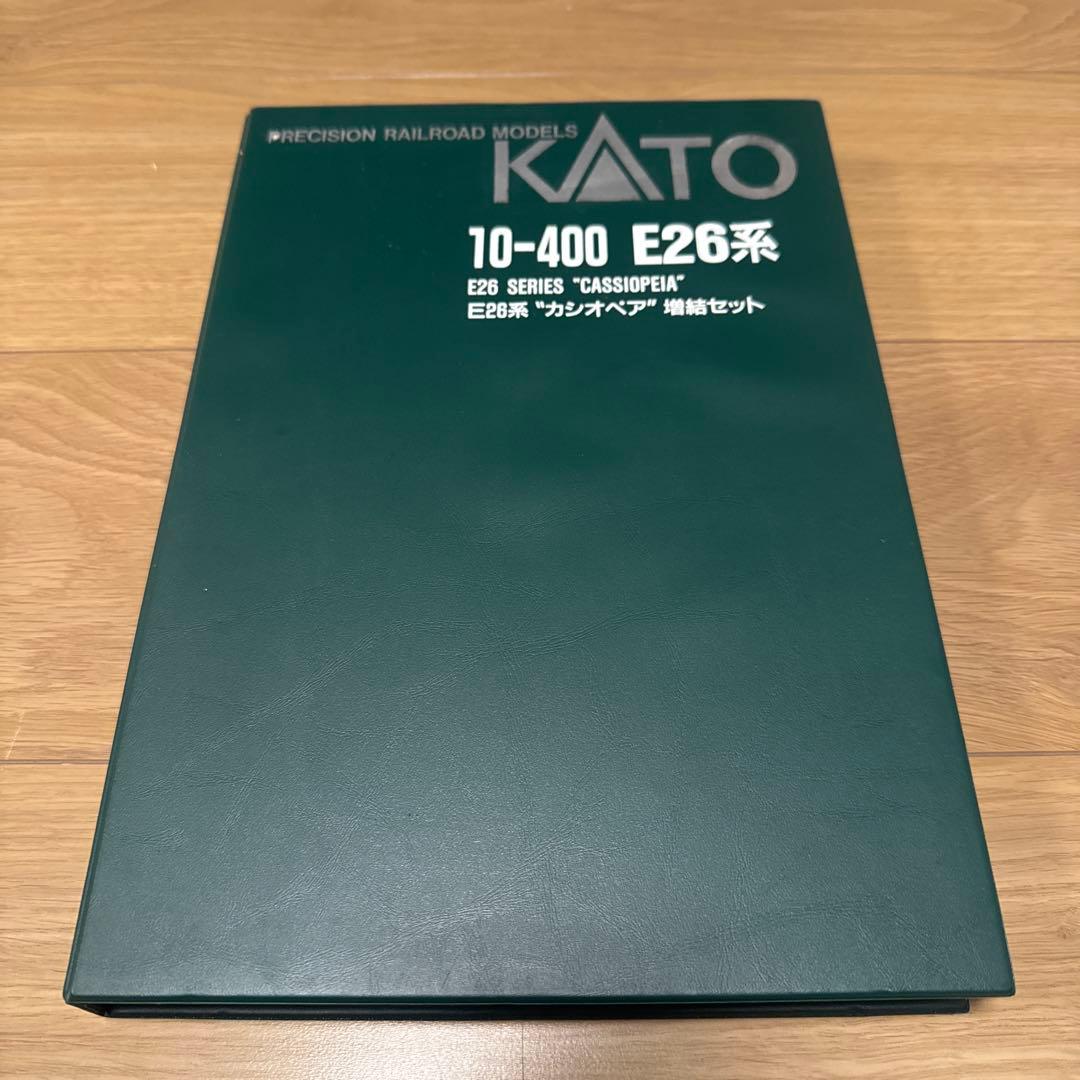 PRECISION RAILROAD MODELS
KATO
10-400 E26系
E26 SERIES "CASSIOPEIA"
E26系 "カシオペア" 増結セット